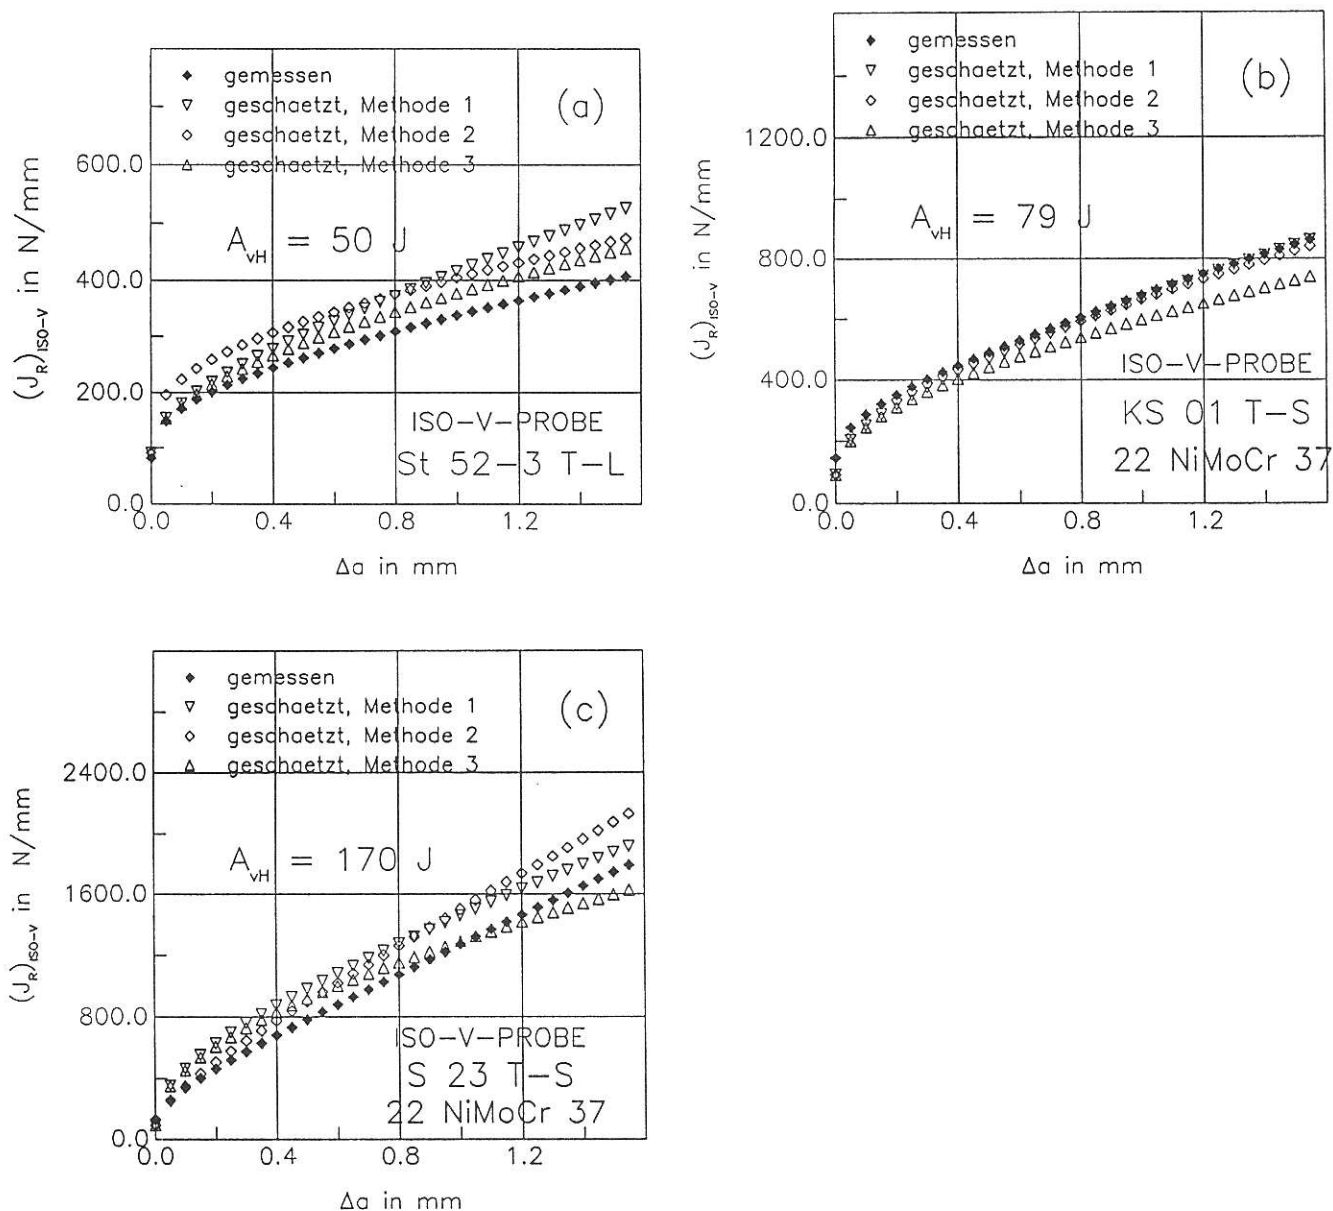 gemessen
geschaetzt, Methode 1
geschaetzt, Methode 2
geschaetzt, Methode 3
(a)
600.0
400.0
200.0
0.0
(J_R)_ISO-V in N/mm
A_vH = 50 J
ISO-V-PROBE
St 52-3 T-L
0.0 0.4 0.8 1.2
Δa in mm
gemessen
geschaetzt, Methode 1
geschaetzt, Methode 2
geschaetzt, Methode 3
(b)
1200.0
800.0
400.0
0.0
(J_R)_ISO-V in N/mm
A_vH = 79 J
ISO-V-PROBE
KS 01 T-S
22 NiMoCr 37
0.0 0.4 0.8 1.2
Δa in mm
gemessen
geschaetzt, Methode 1
geschaetzt, Methode 2
geschaetzt, Methode 3
(c)
2400.0
1600.0
800.0
0.0
(J_R)_ISO-V in N/mm
A_vH = 170 J
ISO-V-PROBE
S 23 T-S
22 NiMoCr 37
0.0 0.4 0.8 1.2
Δa in mm